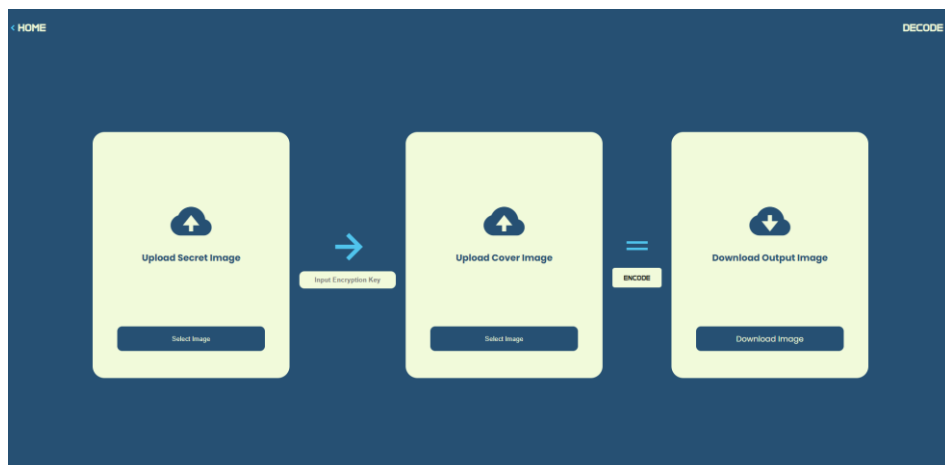 < HOME
DECODE
Upload Secret Image
Select Image
Input Encryption Key
Upload Cover Image
Select Image
ENCODE
Download Output Image
Download Image